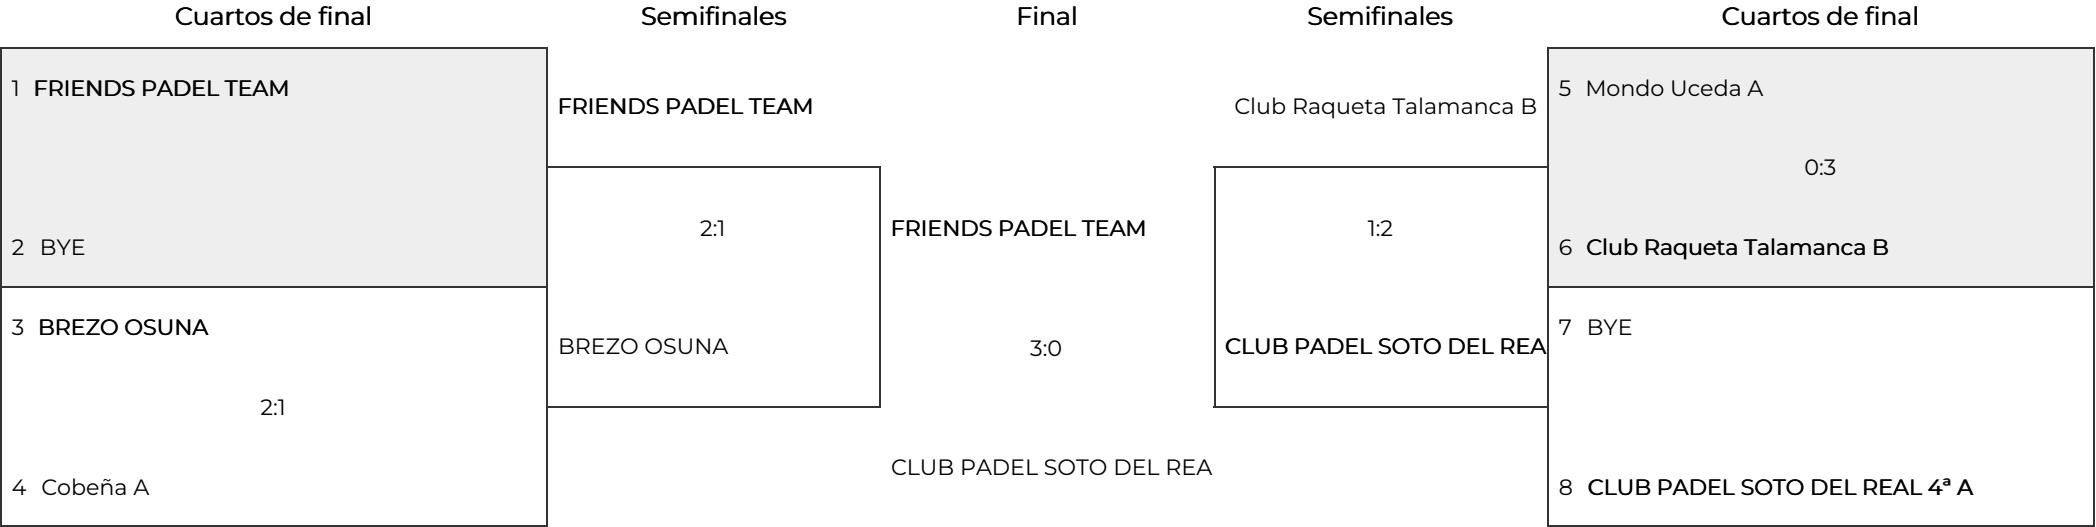 Cuartos de final
Semifinales
Final
Semifinales
Cuartos de final
1 FRIENDS PADEL TEAM
2 BYE
3 BREZO OSUNA
2:1
4 Cobeña A
FRIENDS PADEL TEAM
2:1
BREZO OSUNA
FRIENDS PADEL TEAM
3:0
CLUB PADEL SOTO DEL REA
Club Raqueta Talamanca B
1:2
CLUB PADEL SOTO DEL REA
5 Mondo Uceda A
0:3
6 Club Raqueta Talamanca B
7 BYE
8 CLUB PADEL SOTO DEL REAL 4ª A